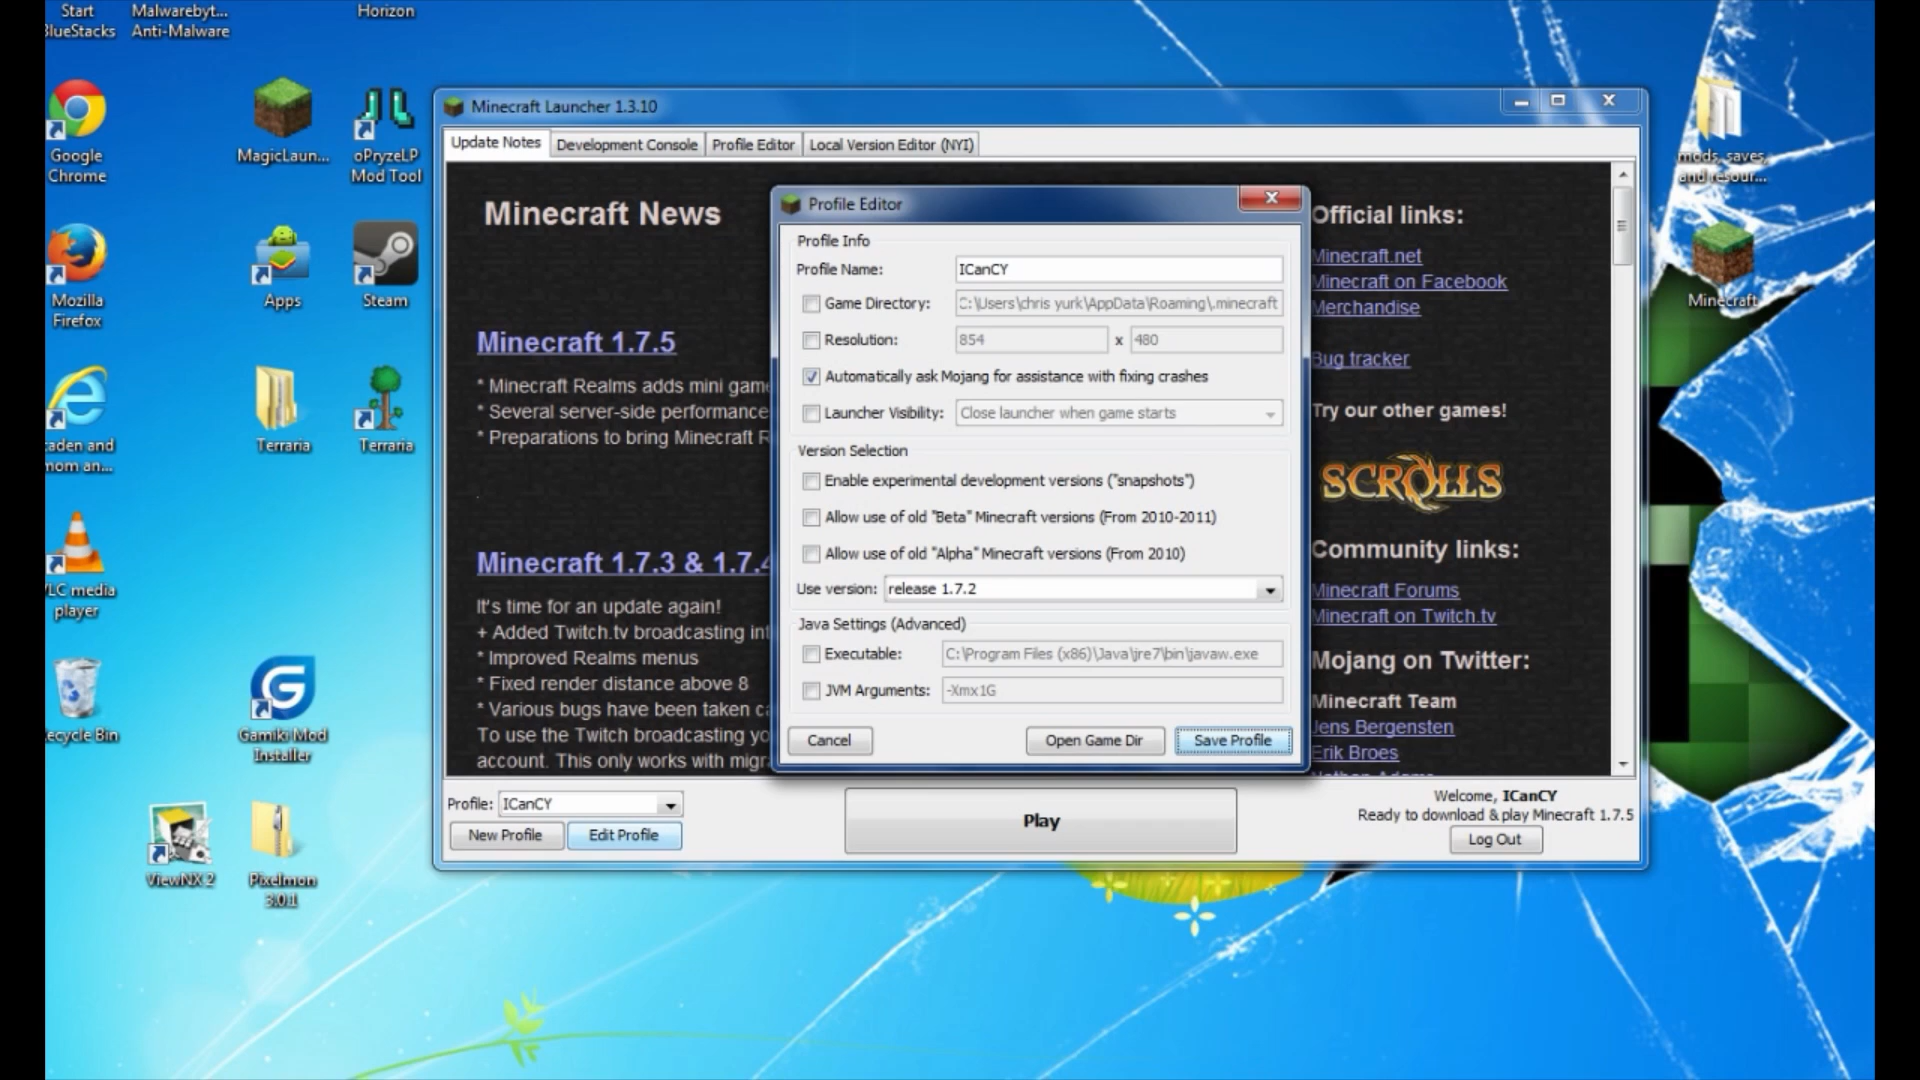 Start
BlueStacks
Malwarebyt...
Anti-Malware
Horizon
Google
Chrome
MagicLaun...
oPryzeLP
Mod Tool
Mozilla
Firefox
Apps
Steam
caden and
mom an...
Terraria
Terraria
VLC media
player
Recycle Bin
Gamiki Mod
Installer
ViewNX 2
Pixelmon
3.0.1
mods, saves,
and resour...
Minecraft
Minecraft Launcher 1.3.10
Update Notes
Development Console
Profile Editor
Local Version Editor (NYI)
Minecraft News
Minecraft 1.7.5
* Minecraft Realms adds mini game
* Several server-side performance
* Preparations to bring Minecraft R
Minecraft 1.7.3 & 1.7.4
It's time for an update again!
+ Added Twitch.tv broadcasting int
* Improved Realms menus
* Fixed render distance above 8
* Various bugs have been taken ca
To use the Twitch broadcasting yo
account. This only works with migr
Profile Editor
Profile Info
Profile Name: ICanCY
Game Directory: C:\Users\chris yurk\AppData\Roaming\.minecraft
Resolution: 854 x 480
Automatically ask Mojang for assistance with fixing crashes
Launcher Visibility: Close launcher when game starts
Version Selection
Enable experimental development versions ("snapshots")
Allow use of old "Beta" Minecraft versions (From 2010-2011)
Allow use of old "Alpha" Minecraft versions (From 2010)
Use version: release 1.7.2
Java Settings (Advanced)
Executable: C:\Program Files (x86)\Java\jre7\bin\javaw.exe
JVM Arguments: -Xmx1G
Cancel
Open Game Dir
Save Profile
Official links:
Minecraft.net
Minecraft on Facebook
Merchandise
Bug tracker
Try our other games!
SCROLLS
Community links:
Minecraft Forums
Minecraft on Twitch.tv
Mojang on Twitter:
Minecraft Team
Jens Bergensten
Erik Broes
Profile: ICanCY
New Profile
Edit Profile
Play
Welcome, ICanCY
Ready to download & play Minecraft 1.7.5
Log Out